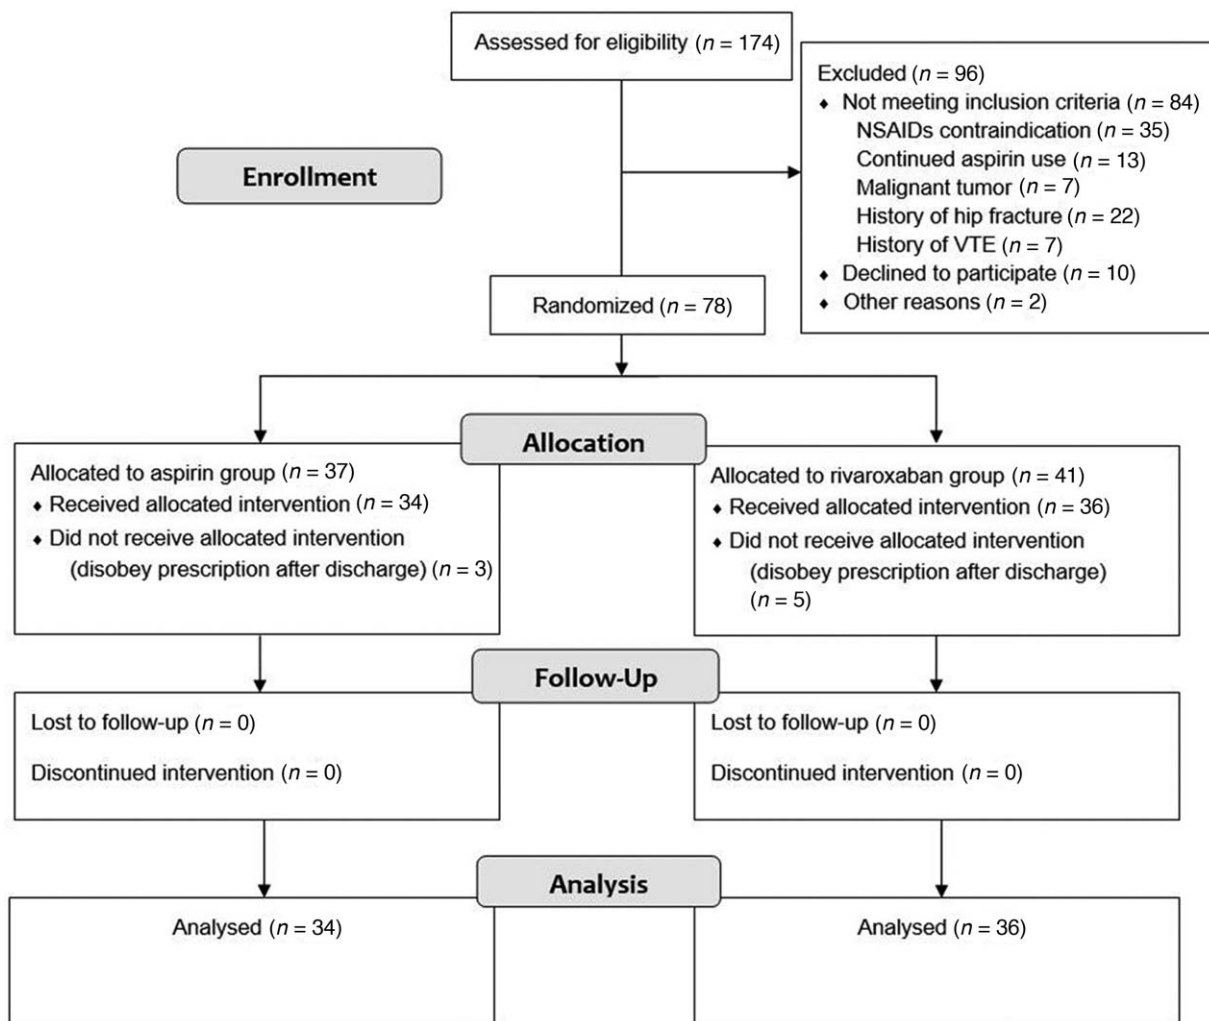 Assessed for eligibility (n = 174)
Excluded (n = 96)
♦ Not meeting inclusion criteria (n = 84)
NSAIDs contraindication (n = 35)
Continued aspirin use (n = 13)
Malignant tumor (n = 7)
History of hip fracture (n = 22)
History of VTE (n = 7)
♦ Declined to participate (n = 10)
♦ Other reasons (n = 2)
Enrollment
Randomized (n = 78)
Allocation
Allocated to aspirin group (n = 37)
♦ Received allocated intervention (n = 34)
♦ Did not receive allocated intervention
(disobey prescription after discharge) (n = 3)
Allocated to rivaroxaban group (n = 41)
♦ Received allocated intervention (n = 36)
♦ Did not receive allocated intervention
(disobey prescription after discharge)
(n = 5)
Follow-Up
Lost to follow-up (n = 0)
Discontinued intervention (n = 0)
Lost to follow-up (n = 0)
Discontinued intervention (n = 0)
Analysis
Analysed (n = 34)
Analysed (n = 36)